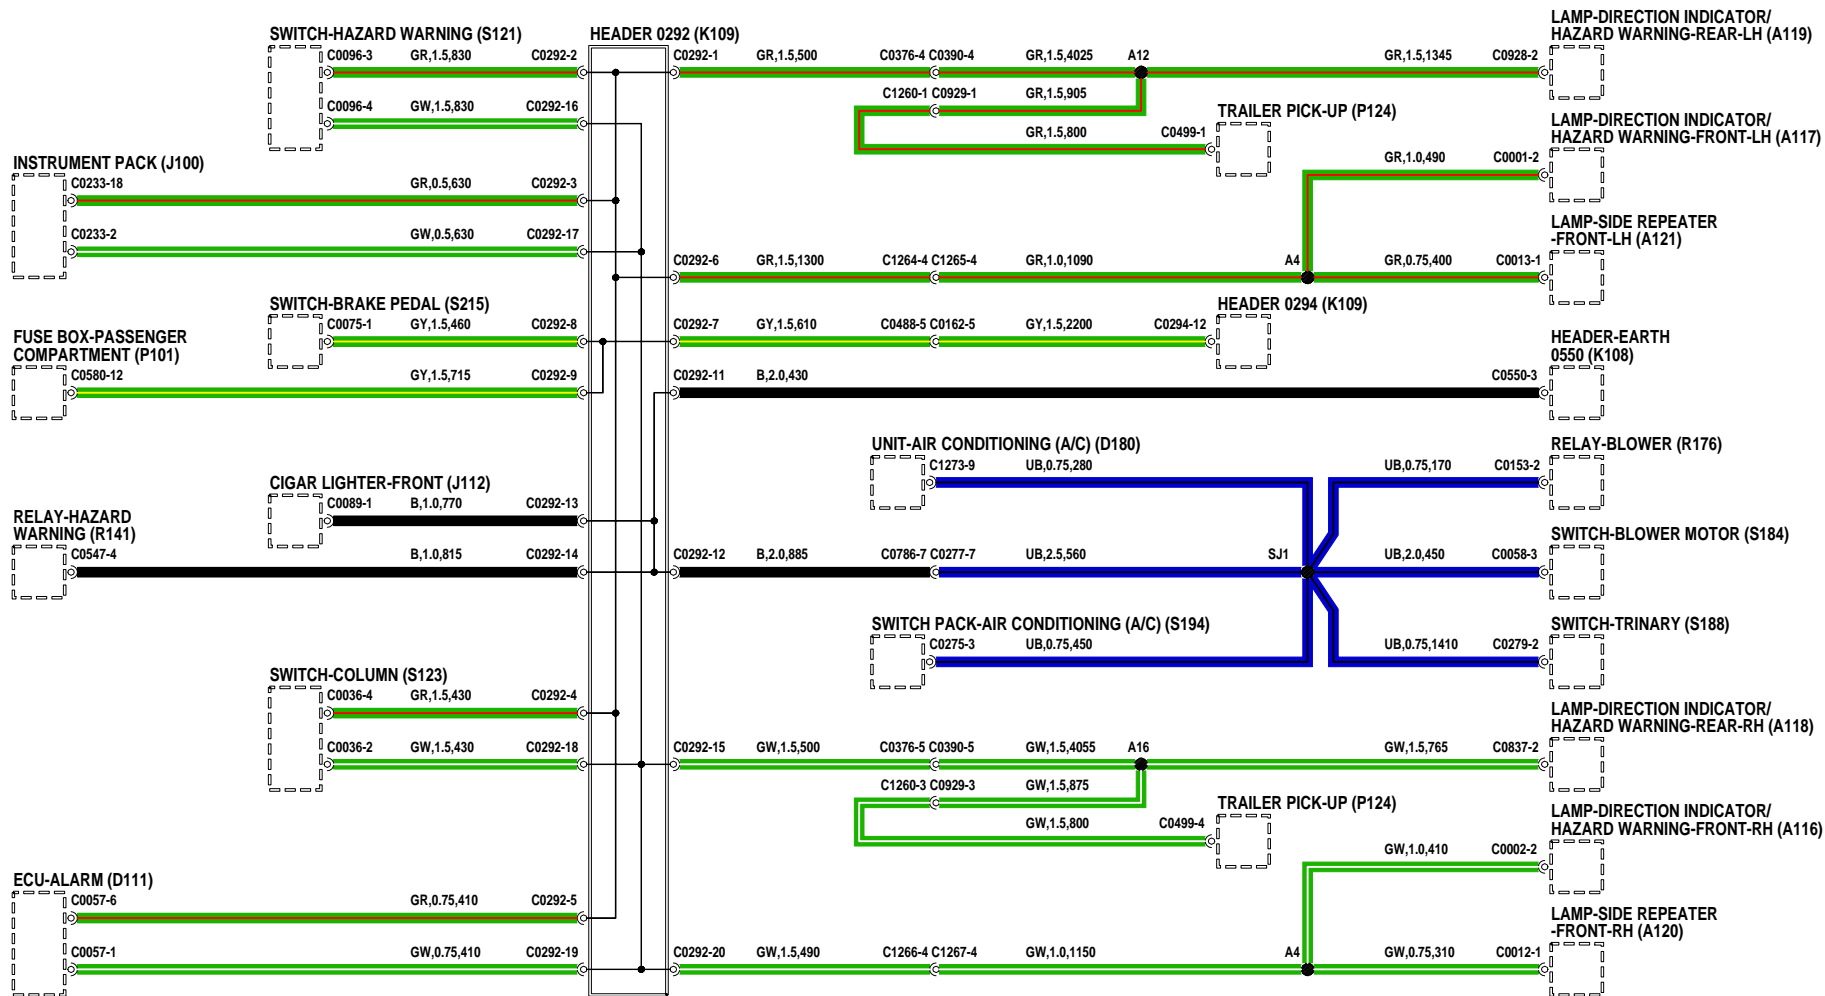 SWITCH-HAZARD WARNING (S121)
C0096-3 GR,1.5,830 C0292-2
C0096-4 GW,1.5,830 C0292-16
INSTRUMENT PACK (J100)
C0233-18 GR,0.5,630 C0292-3
C0233-2 GW,0.5,630 C0292-17
SWITCH-BRAKE PEDAL (S215)
C0075-1 GY,1.5,460 C0292-8
FUSE BOX-PASSENGER
COMPARTMENT (P101)
C0580-12 GY,1.5,715 C0292-9
CIGAR LIGHTER-FRONT (J112)
C0089-1 B,1.0,770 C0292-13
RELAY-HAZARD
WARNING (R141)
C0547-4 B,1.0,815 C0292-14
SWITCH-COLUMN (S123)
C0036-4 GR,1.5,430 C0292-4
C0036-2 GW,1.5,430 C0292-18
ECU-ALARM (D111)
C0057-6 GR,0.75,410 C0292-5
C0057-1 GW,0.75,410 C0292-19
HEADER 0292 (K109)
C0292-1 GR,1.5,500 C0376-4 C0390-4 GR,1.5,4025 A12 GR,1.5,1345 C0928-2
LAMP-DIRECTION INDICATOR/
HAZARD WARNING-REAR-LH (A119)
C1260-1 C0929-1 GR,1.5,905
GR,1.5,800 C0499-1
TRAILER PICK-UP (P124)
LAMP-DIRECTION INDICATOR/
HAZARD WARNING-FRONT-LH (A117)
GR,1.0,490 C0001-2
LAMP-SIDE REPEATER
-FRONT-LH (A121)
C0292-6 GR,1.5,1300 C1264-4 C1265-4 GR,1.0,1090 A4 GR,0.75,400 C0013-1
HEADER 0294 (K109)
C0292-7 GY,1.5,610 C0488-5 C0162-5 GY,1.5,2200 C0294-12
HEADER-EARTH
0550 (K108)
C0292-11 B,2.0,430 C0550-3
UNIT-AIR CONDITIONING (A/C) (D180)
C1273-9 UB,0.75,280
RELAY-BLOWER (R176)
UB,0.75,170 C0153-2
SWITCH-BLOWER MOTOR (S184)
C0292-12 B,2.0,885 C0786-7 C0277-7 UB,2.5,560 SJ1 UB,2.0,450 C0058-3
SWITCH PACK-AIR CONDITIONING (A/C) (S194)
C0275-3 UB,0.75,450
SWITCH-TRINARY (S188)
UB,0.75,1410 C0279-2
LAMP-DIRECTION INDICATOR/
HAZARD WARNING-REAR-RH (A118)
C0292-15 GW,1.5,500 C0376-5 C0390-5 GW,1.5,4055 A16 GW,1.5,765 C0837-2
C1260-3 C0929-3 GW,1.5,875
GW,1.5,800 C0499-4
TRAILER PICK-UP (P124)
LAMP-DIRECTION INDICATOR/
HAZARD WARNING-FRONT-RH (A116)
GW,1.0,410 C0002-2
LAMP-SIDE REPEATER
-FRONT-RH (A120)
C0292-20 GW,1.5,490 C1266-4 C1267-4 GW,1.0,1150 A4 GW,0.75,310 C0012-1